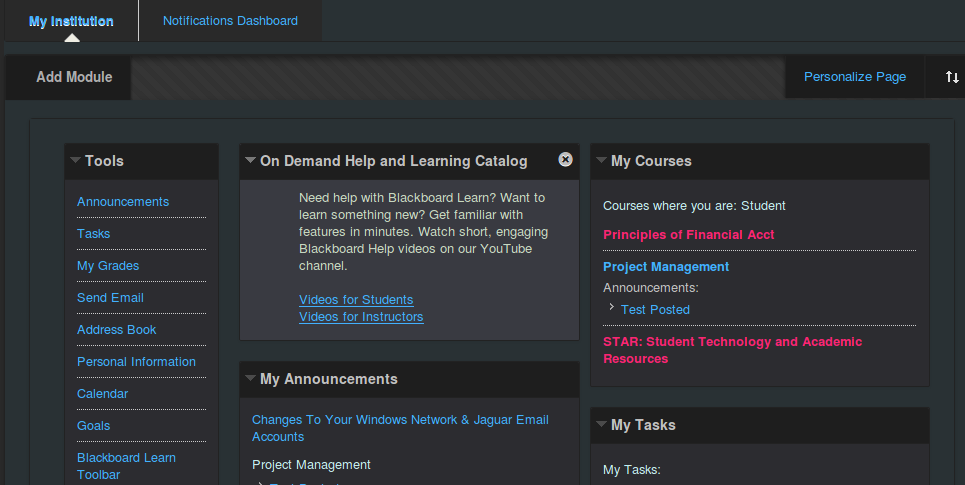 My Institution
Notifications Dashboard
Add Module
Personalize Page
Tools
Announcements
Tasks
My Grades
Send Email
Address Book
Personal Information
Calendar
Goals
Blackboard Learn
Toolbar
On Demand Help and Learning Catalog
Need help with Blackboard Learn? Want to
learn something new? Get familiar with
features in minutes. Watch short, engaging
Blackboard Help videos on our YouTube
channel.
Videos for Students
Videos for Instructors
My Announcements
Changes To Your Windows Network & Jaguar Email
Accounts
Project Management
My Courses
Courses where you are: Student
Principles of Financial Acct
Project Management
Announcements:
Test Posted
STAR: Student Technology and Academic
Resources
My Tasks
My Tasks: